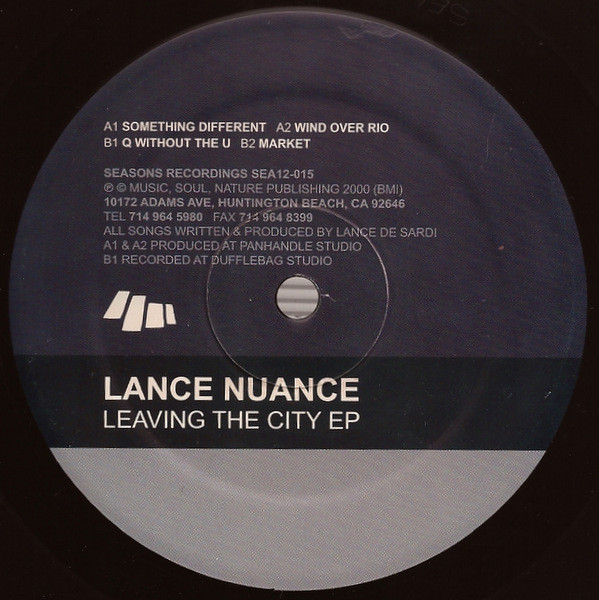 A1 SOMETHING DIFFERENT A2 WIND OVER RIO
B1 Q WITHOUT THE U B2 MARKET
SEASONS RECORDINGS SEA12-015
℗ © MUSIC, SOUL, NATURE PUBLISHING 2000 (BMI)
10172 ADAMS AVE, HUNTINGTON BEACH, CA 92646
TEL 714 964 5980 FAX 714 964 8399
ALL SONGS WRITTEN & PRODUCED BY LANCE DE SARDI
A1 & A2 PRODUCED AT PANHANDLE STUDIO
B1 RECORDED AT DUFFLEBAG STUDIO
LANCE NUANCE
LEAVING THE CITY EP